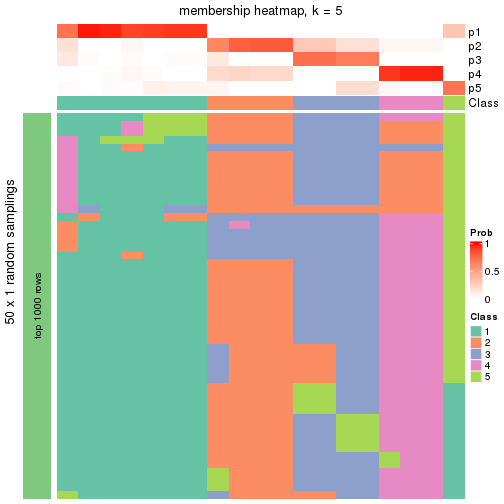 membership heatmap, k = 5
p1
p2
p3
p4
p5
Class
50 x 1 random samplings
top 1000 rows
Prob
1
0.5
0
Class
1
2
3
4
5